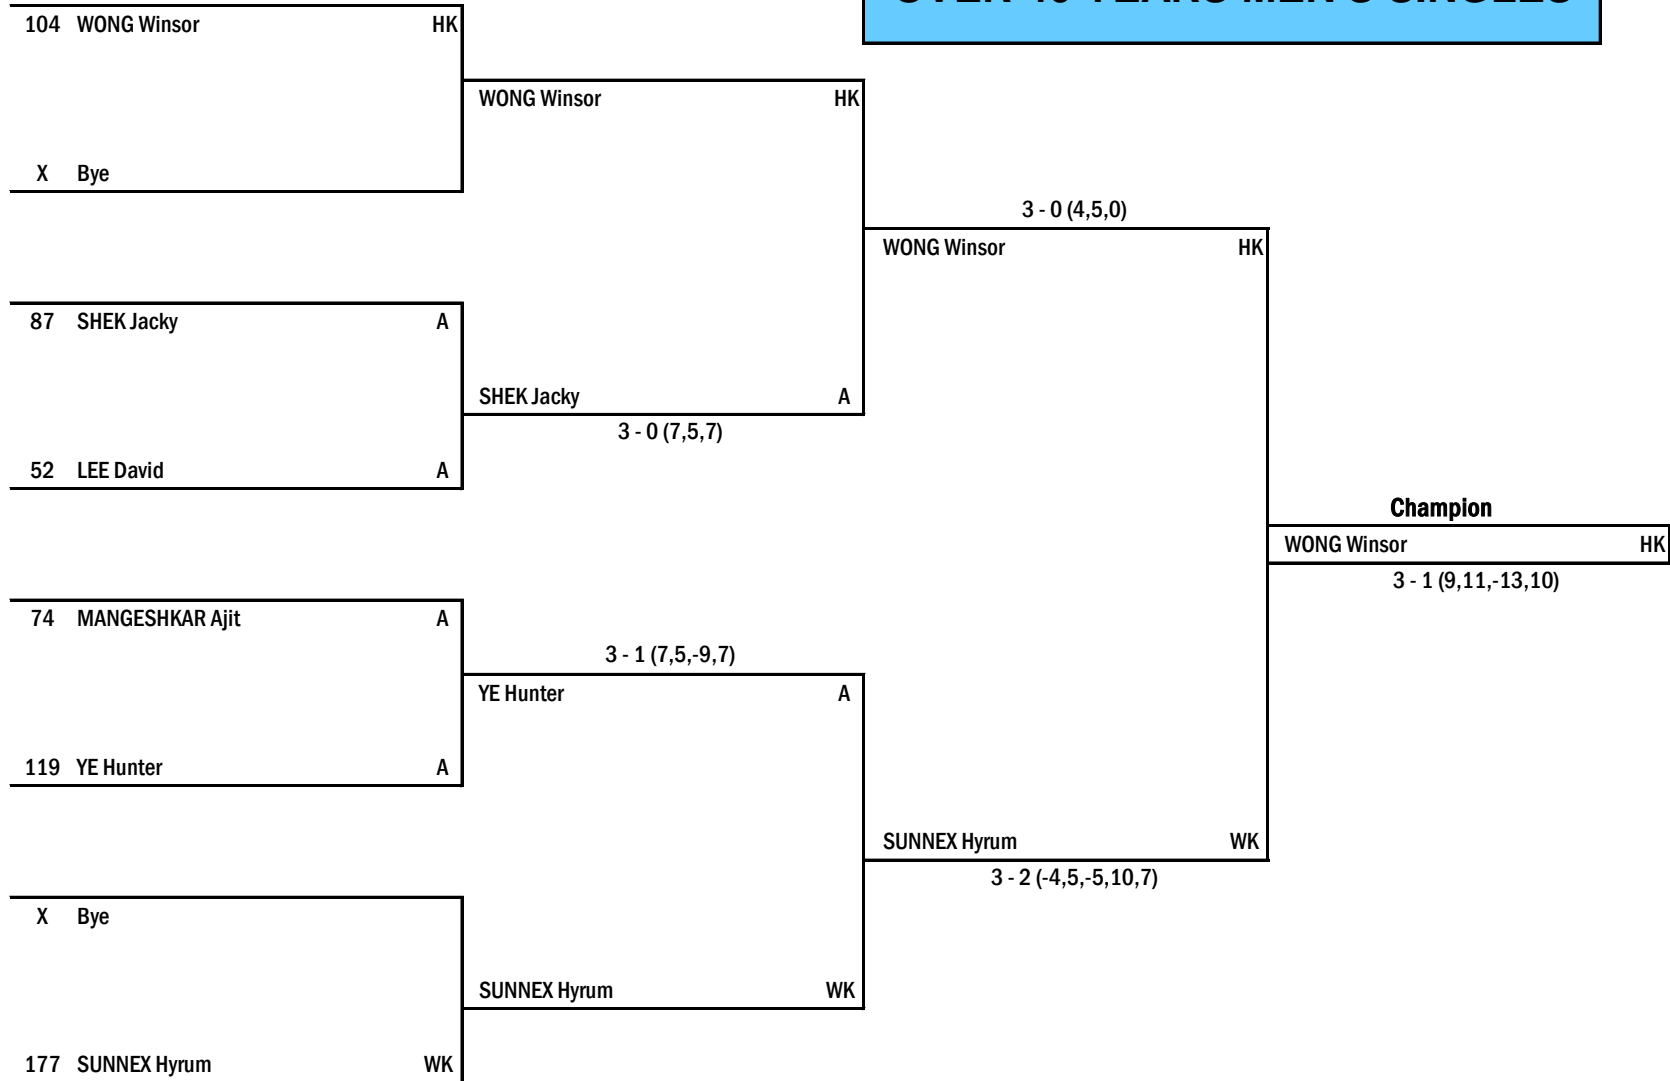 104 WONG Winsor HK
WONG Winsor HK
X Bye
3 - 0 (4,5,0)
WONG Winsor HK
87 SHEK Jacky A
SHEK Jacky A
3 - 0 (7,5,7)
52 LEE David A
Champion
WONG Winsor HK
3 - 1 (9,11,-13,10)
74 MANGESHKAR Ajit A
3 - 1 (7,5,-9,7)
YE Hunter A
119 YE Hunter A
SUNNEX Hyrum WK
3 - 2 (-4,5,-5,10,7)
X Bye
SUNNEX Hyrum WK
177 SUNNEX Hyrum WK